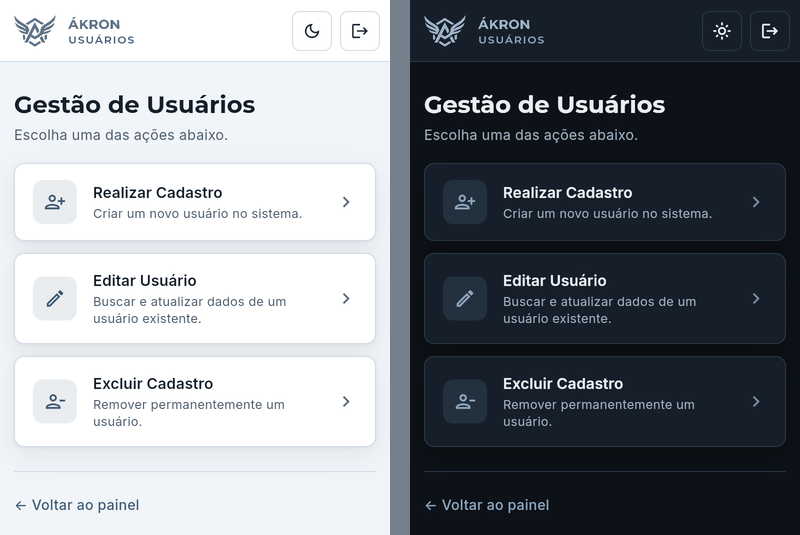 ÁKRON
USUÁRIOS
Gestão de Usuários
Escolha uma das ações abaixo.
Realizar Cadastro
Criar um novo usuário no sistema.
Editar Usuário
Buscar e atualizar dados de um
usuário existente.
Excluir Cadastro
Remover permanentemente um
usuário.
← Voltar ao painel
ÁKRON
USUÁRIOS
Gestão de Usuários
Escolha uma das ações abaixo.
Realizar Cadastro
Criar um novo usuário no sistema.
Editar Usuário
Buscar e atualizar dados de um
usuário existente.
Excluir Cadastro
Remover permanentemente um
usuário.
← Voltar ao painel